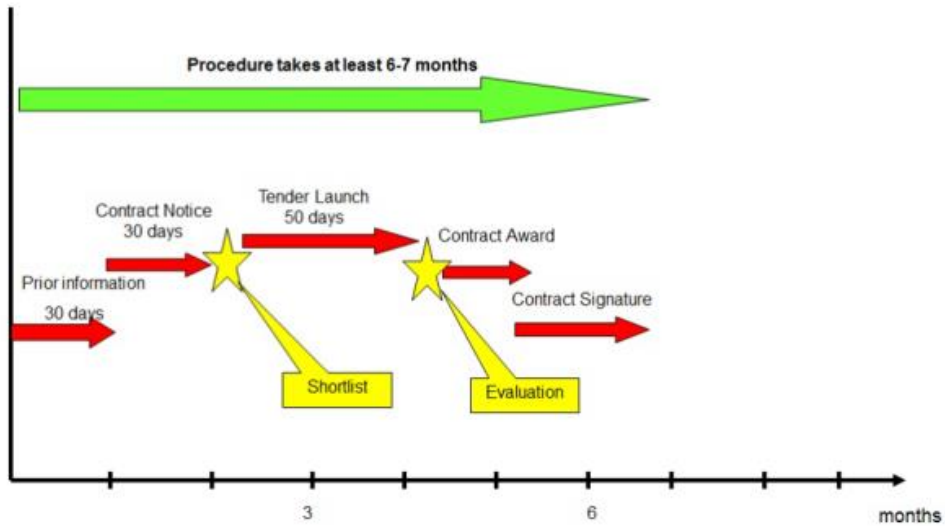 Procedure takes at least 6-7 months
Tender Launch
50 days
Contract Notice
30 days
Contract Award
Prior information
30 days
Contract Signature
Shortlist
Evaluation
3
6
months